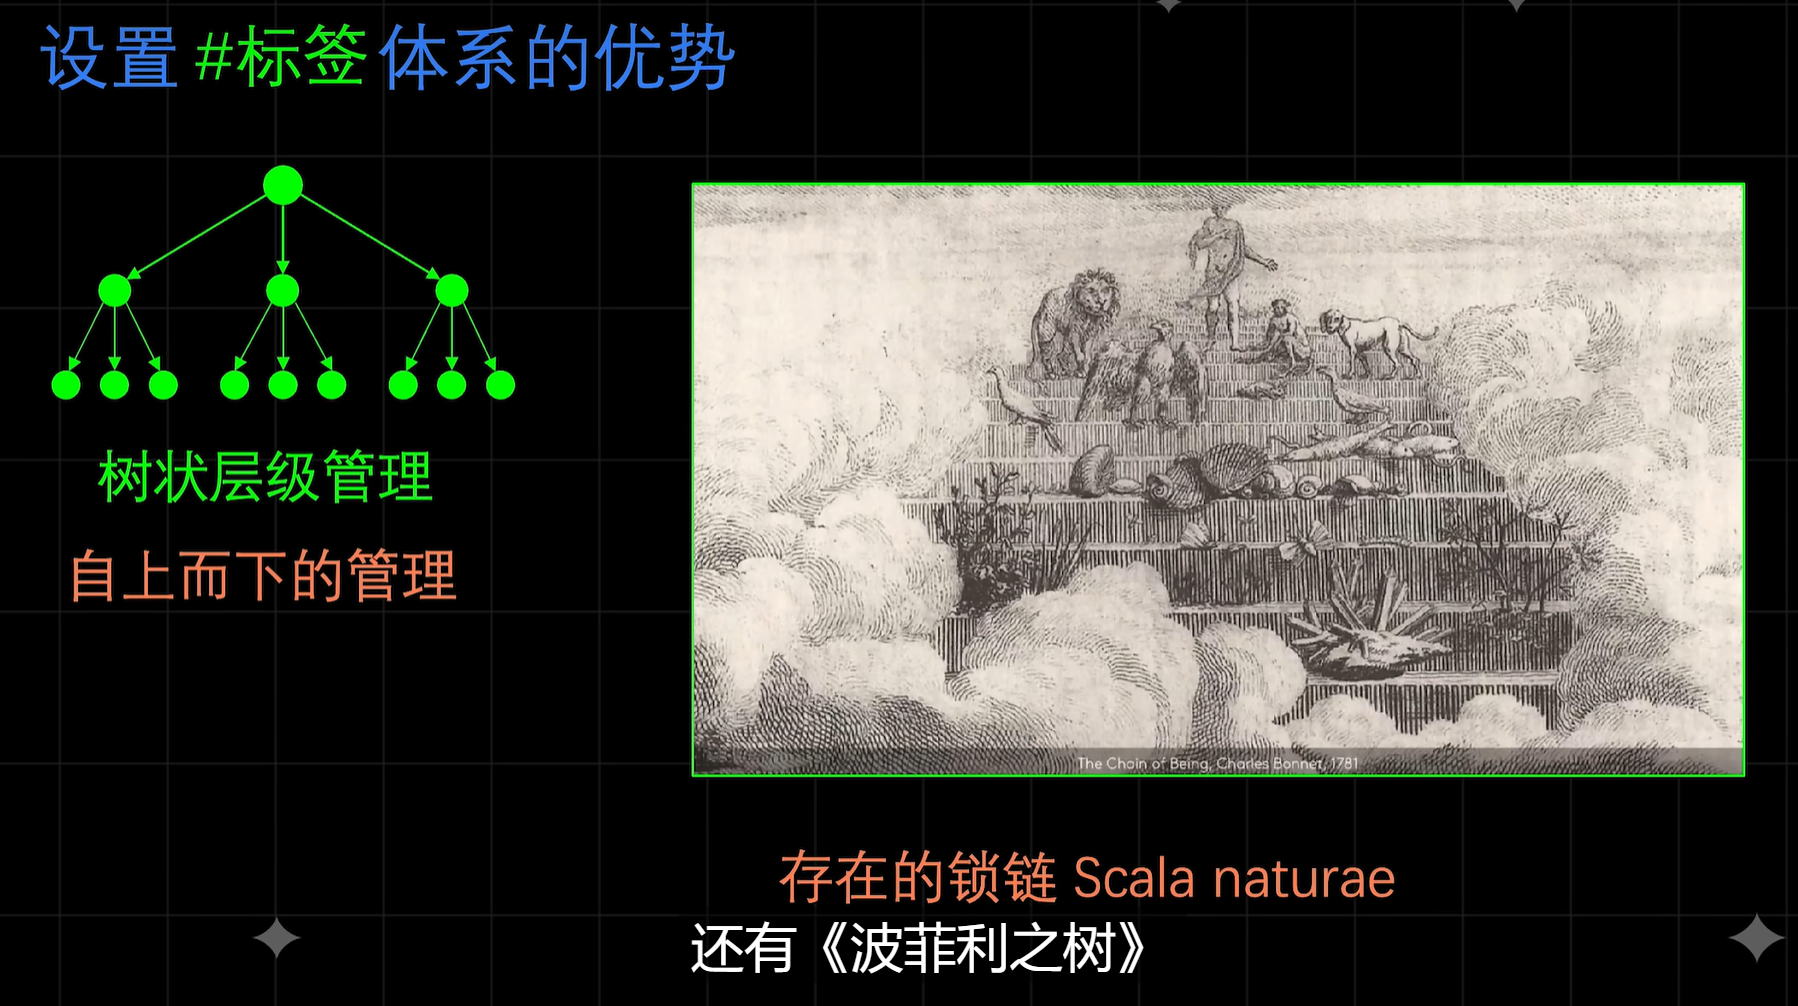 设置 #标签 体系的优势
树状层级管理
自上而下的管理
The Chain of Being, Charles Bonnet, 1781
存在的锁链 Scala naturae
还有《波菲利之树》